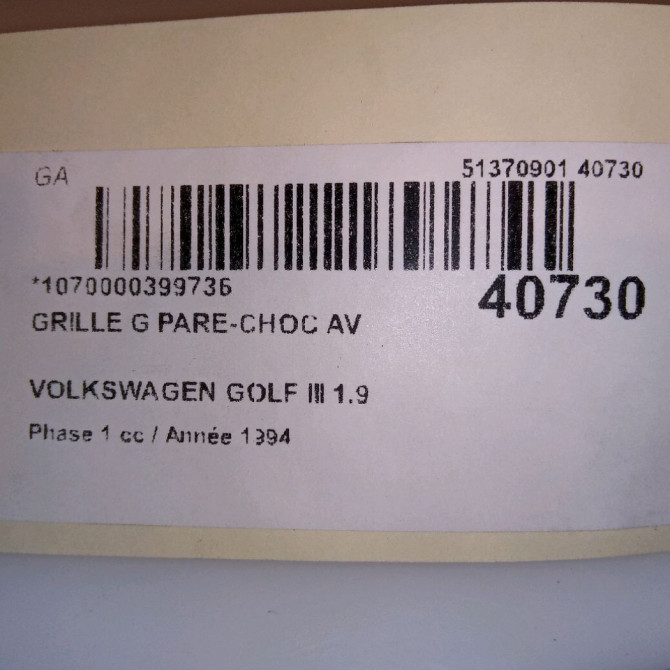 GA 51370901 40730
*1070000399736
40730
GRILLE G PARE-CHOC AV
VOLKSWAGEN GOLF III 1.9
Phase 1 cc / Année 1994